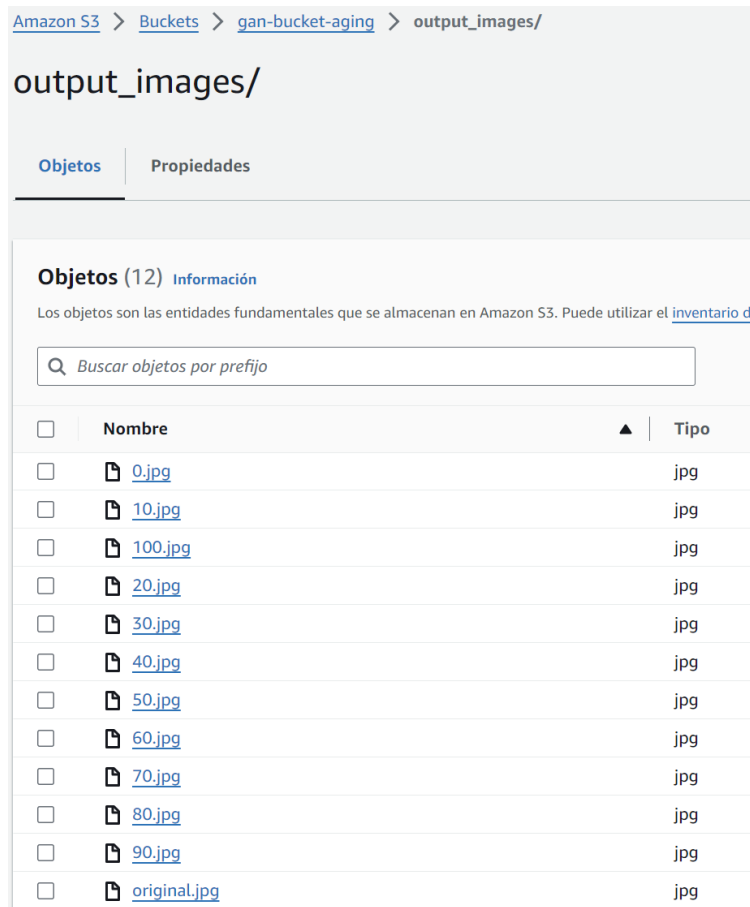 Amazon S3 > Buckets > gan-bucket-aging > output_images/
output_images/
Objetos Propiedades
Objetos (12) Información
Los objetos son las entidades fundamentales que se almacenan en Amazon S3. Puede utilizar el inventario d
Buscar objetos por prefijo
Nombre Tipo
0.jpg jpg
10.jpg jpg
100.jpg jpg
20.jpg jpg
30.jpg jpg
40.jpg jpg
50.jpg jpg
60.jpg jpg
70.jpg jpg
80.jpg jpg
90.jpg jpg
original.jpg jpg